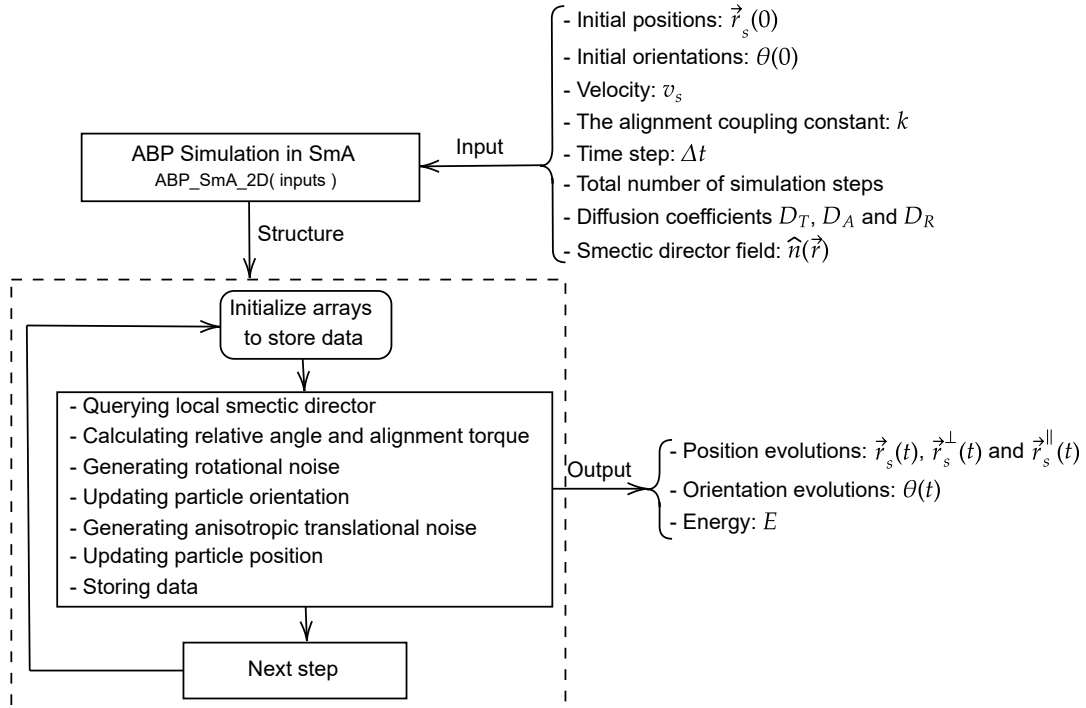 - Initial positions: r⃗ₛ(0)
- Initial orientations: θ(0)
- Velocity: vₛ
- The alignment coupling constant: k
- Time step: Δt
- Total number of simulation steps
- Diffusion coefficients D_T, D_A and D_R
- Smectic director field: n̂(r⃗)
Input
ABP Simulation in SmA
ABP_SmA_2D( inputs )
Structure
Initialize arrays
to store data
- Querying local smectic director
- Calculating relative angle and alignment torque
- Generating rotational noise
- Updating particle orientation
- Generating anisotropic translational noise
- Updating particle position
- Storing data
Output
- Position evolutions: r⃗ₛ(t), r⃗ₛ^⊥(t) and r⃗ₛ^∥(t)
- Orientation evolutions: θ(t)
- Energy: E
Next step